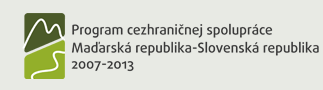 Program cezhraničnej spolupráce
Maďarská republika-Slovenská republika
2007-2013